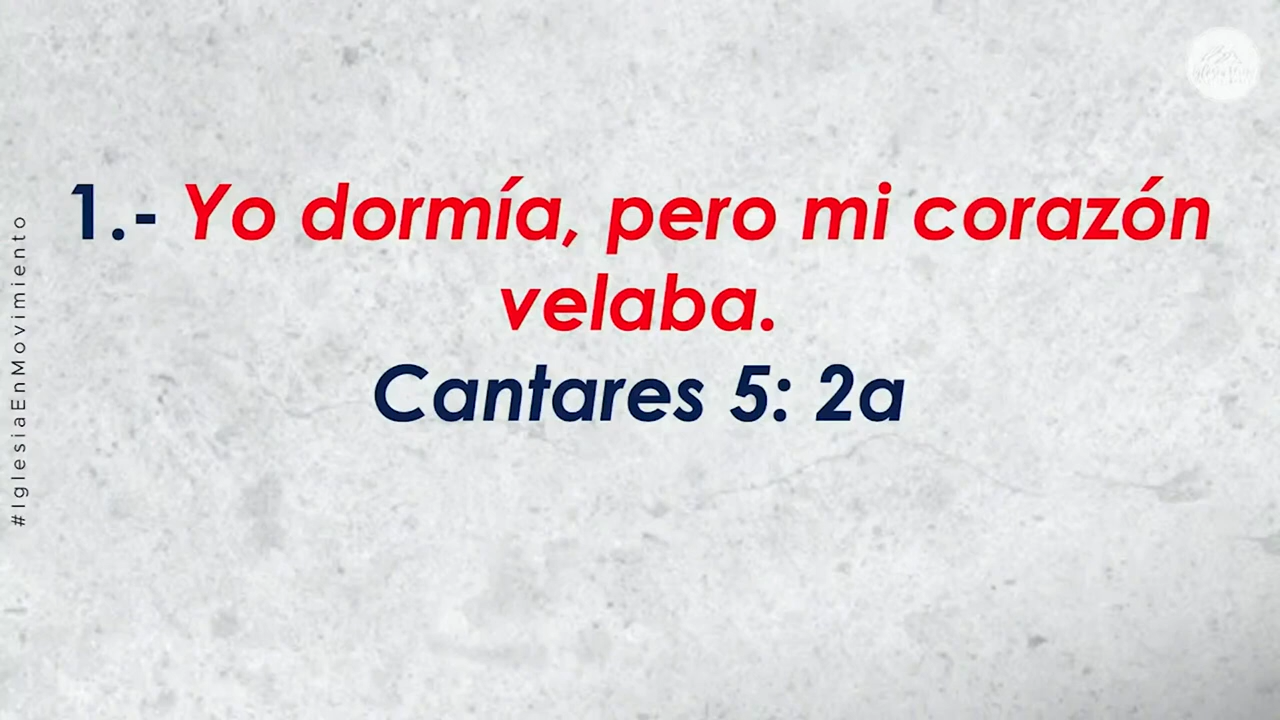 1.- Yo dormía, pero mi corazón
velaba.
Cantares 5: 2a
#IglesiaEnMovimiento